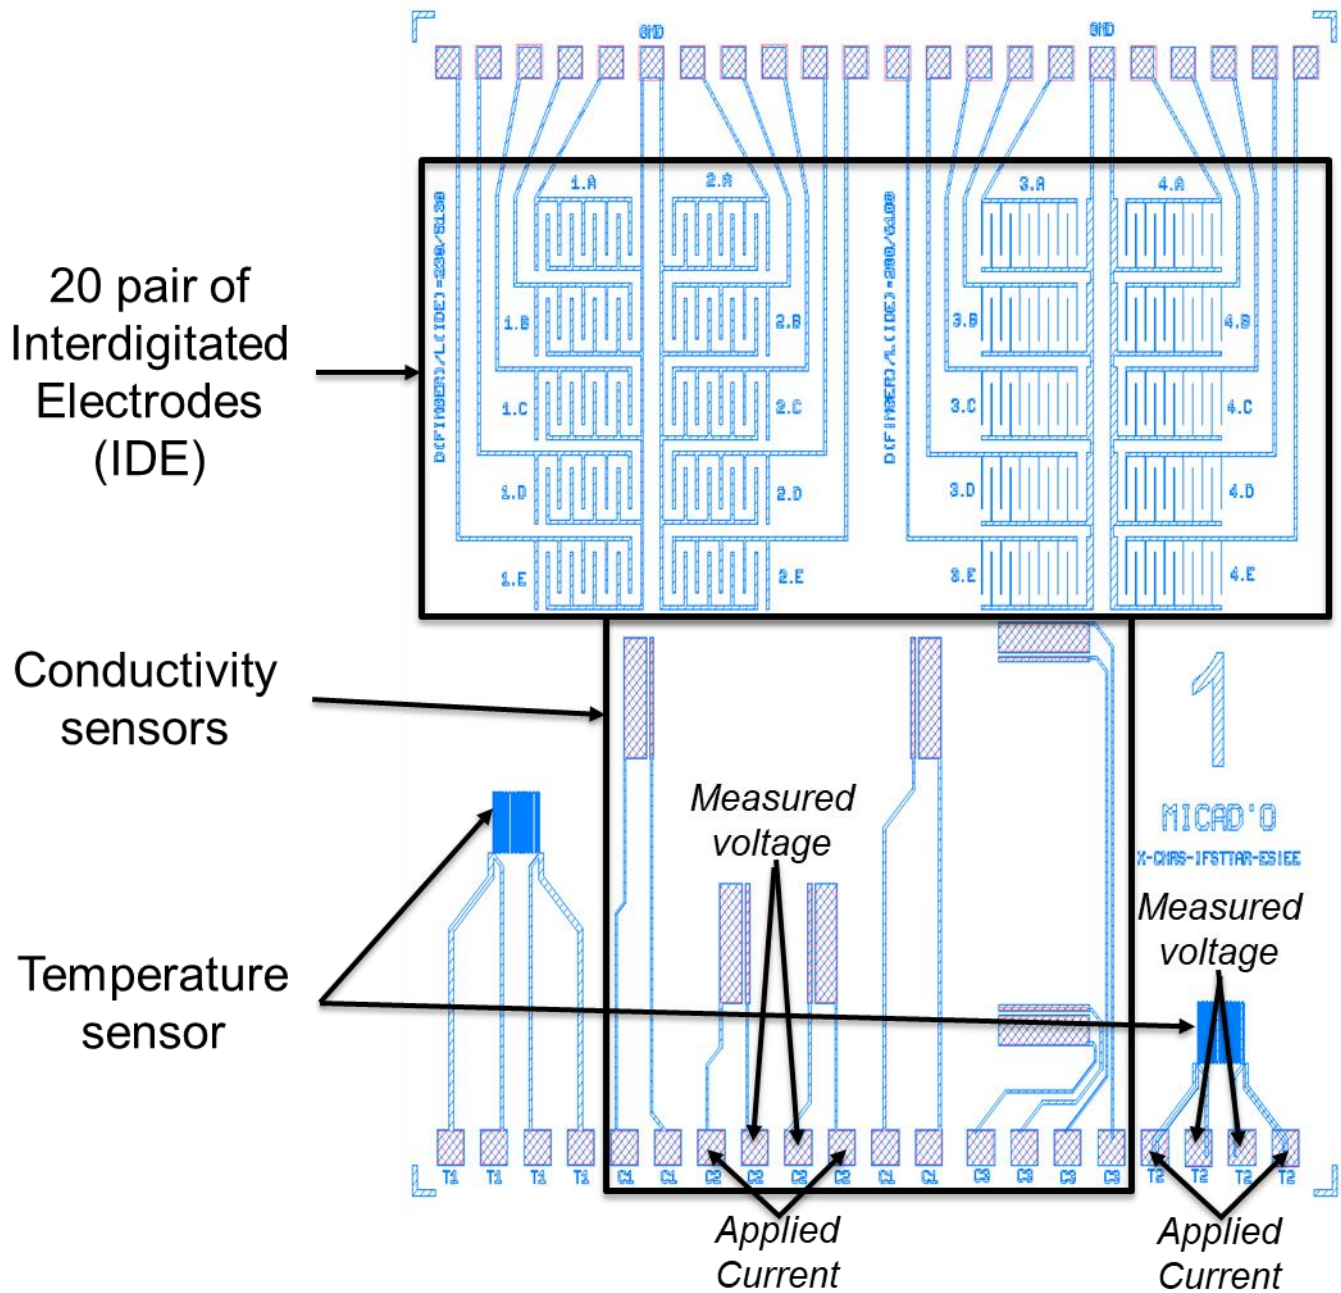 GND
GND
1.A
2.A
3.A
4.A
20 pair of
Interdigitated
Electrodes
(IDE)
1.B
2.B
3.B
4.B
1.C
2.C
3.C
4.C
1.D
2.D
3.D
4.D
1.E
2.E
3.E
4.E
Conductivity
sensors
1
MICAD'O
X-CNRS-IFSTTAR-ESIEE
Measured
voltage
Measured
voltage
Temperature
sensor
T1 T1 T1 T1 C1 C1 C2 C2 C2 C2 C1 C1 C3 C3 C3 C3 T2 T2 T2 T2
Applied
Current
Applied
Current